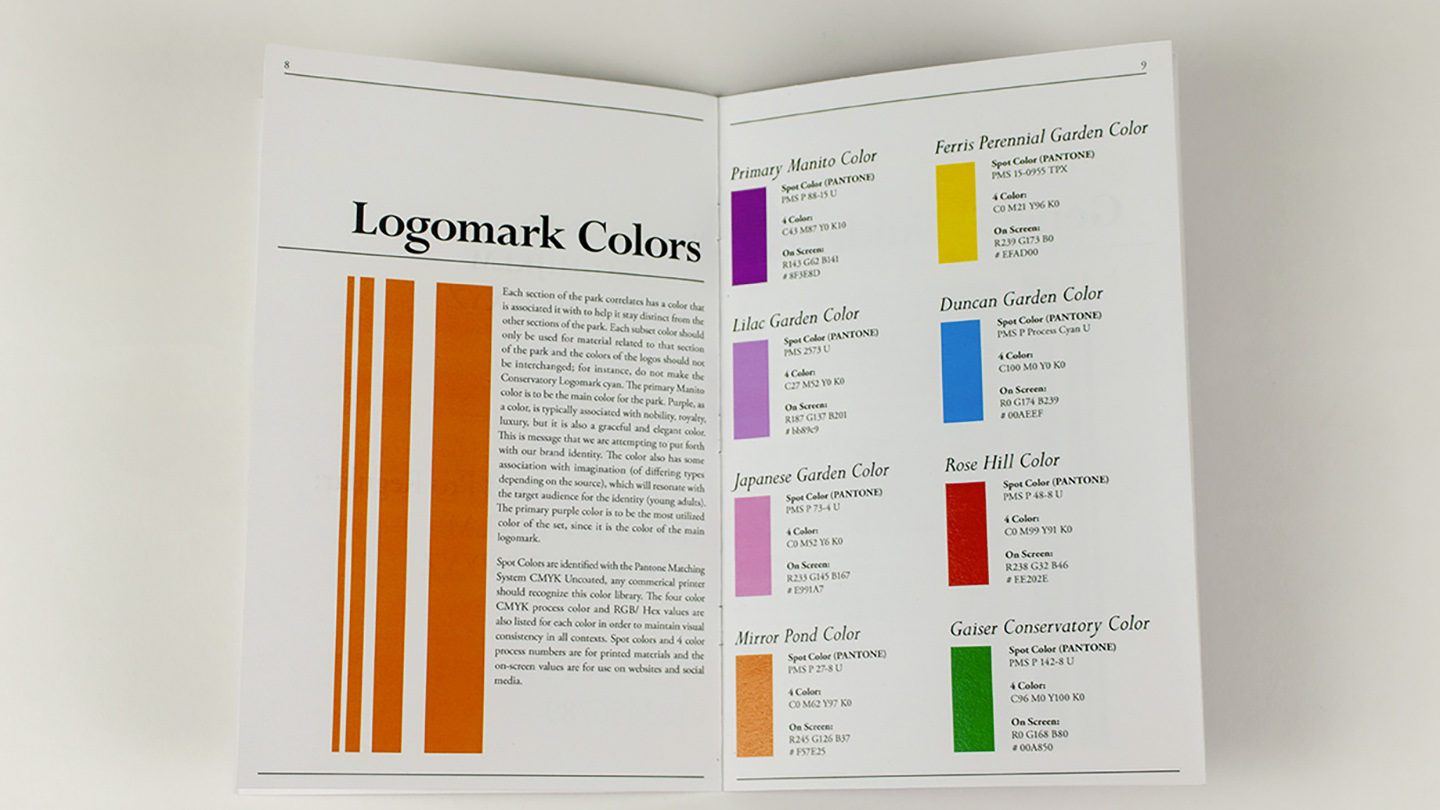 8
Logomark Colors
Each section of the park correlates has a color that
is associated it with to help it stay distinct from the
other sections of the park. Each subset color should
only be used for material related to that section
of the park and the colors of the logos should not
be interchanged; for instance, do not make the
Conservatory Logomark cyan. The primary Manito
color is to be the main color for the park. Purple, as
a color, is typically associated with nobility, royalty,
luxury, but it is also a graceful and elegant color.
This is message that we are attempting to put forth
with our brand identity. The color also has some
association with imagination (of differing types
depending on the source), which will resonate with
the target audience for the identity (young adults).
The primary purple color is to be the most utilized
color of the set, since it is the color of the main
logomark.
Spot Colors are identified with the Pantone Matching
System CMYK Uncoated, any commerical printer
should recognize this color library. The four color
CMYK process color and RGB/ Hex values are
also listed for each color in order to maintain visual
consistency in all contexts. Spot colors and 4 color
process numbers are for printed materials and the
on-screen values are for use on websites and social
media.
9
Primary Manito Color
Spot Color (PANTONE)
PMS P 88-15 U
4 Color:
C43 M87 Y0 K10
On Screen:
R143 G62 B141
# 8F3E8D
Lilac Garden Color
Spot Color (PANTONE)
PMS 2573 U
4 Color:
C27 M52 Y0 K0
On Screen:
R187 G137 B201
# bb89c9
Japanese Garden Color
Spot Color (PANTONE)
PMS P 73-4 U
4 Color:
C0 M52 Y6 K0
On Screen:
R233 G145 B167
# E991A7
Mirror Pond Color
Spot Color (PANTONE)
PMS P 27-8 U
4 Color:
C0 M62 Y97 K0
On Screen:
R245 G126 B37
# F57E25
Ferris Perennial Garden Color
Spot Color (PANTONE)
PMS 15-0955 TPX
4 Color:
C0 M21 Y96 K0
On Screen:
R239 G173 B0
# EFAD00
Duncan Garden Color
Spot Color (PANTONE)
PMS P Process Cyan U
4 Color:
C100 M0 Y0 K0
On Screen:
R0 G174 B239
# 00AEEF
Rose Hill Color
Spot Color (PANTONE)
PMS P 48-8 U
4 Color:
C0 M99 Y91 K0
On Screen:
R238 G32 B46
# EE202E
Gaiser Conservatory Color
Spot Color (PANTONE)
PMS P 142-8 U
4 Color:
C96 M0 Y100 K0
On Screen:
R0 G168 B80
# 00A850